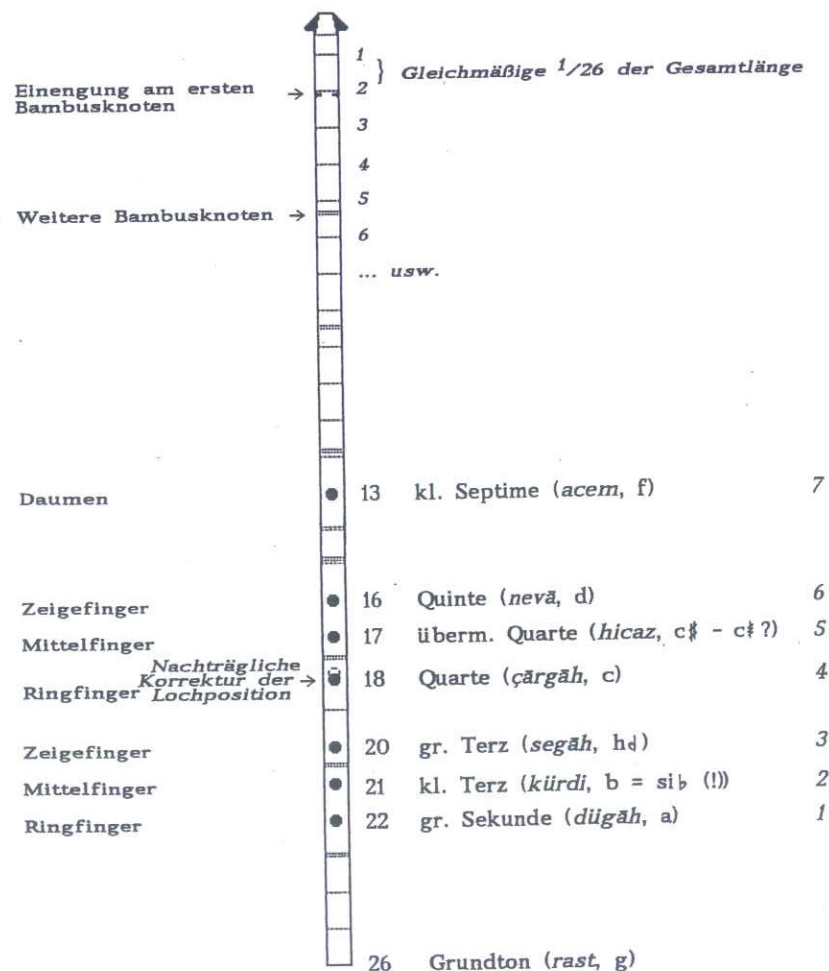 1
} Gleichmäßige 1/26 der Gesamtlänge
Einengung am ersten → 2
Bambusknoten
3
4
5
Weitere Bambusknoten →
6
... usw.
Daumen 13 kl. Septime (acem, f) 7
Zeigefinger 16 Quinte (nevā, d) 6
Mittelfinger 17 überm. Quarte (hicaz, c - c ?) 5
Nachträgliche
Korrektur der →
Ringfinger Lochposition 18 Quarte (çārgāh, c) 4
Zeigefinger 20 gr. Terz (segāh, h) 3
Mittelfinger 21 kl. Terz (kürdi, b = si♭ (!)) 2
Ringfinger 22 gr. Sekunde (dügāh, a) 1
26 Grundton (rast, g)